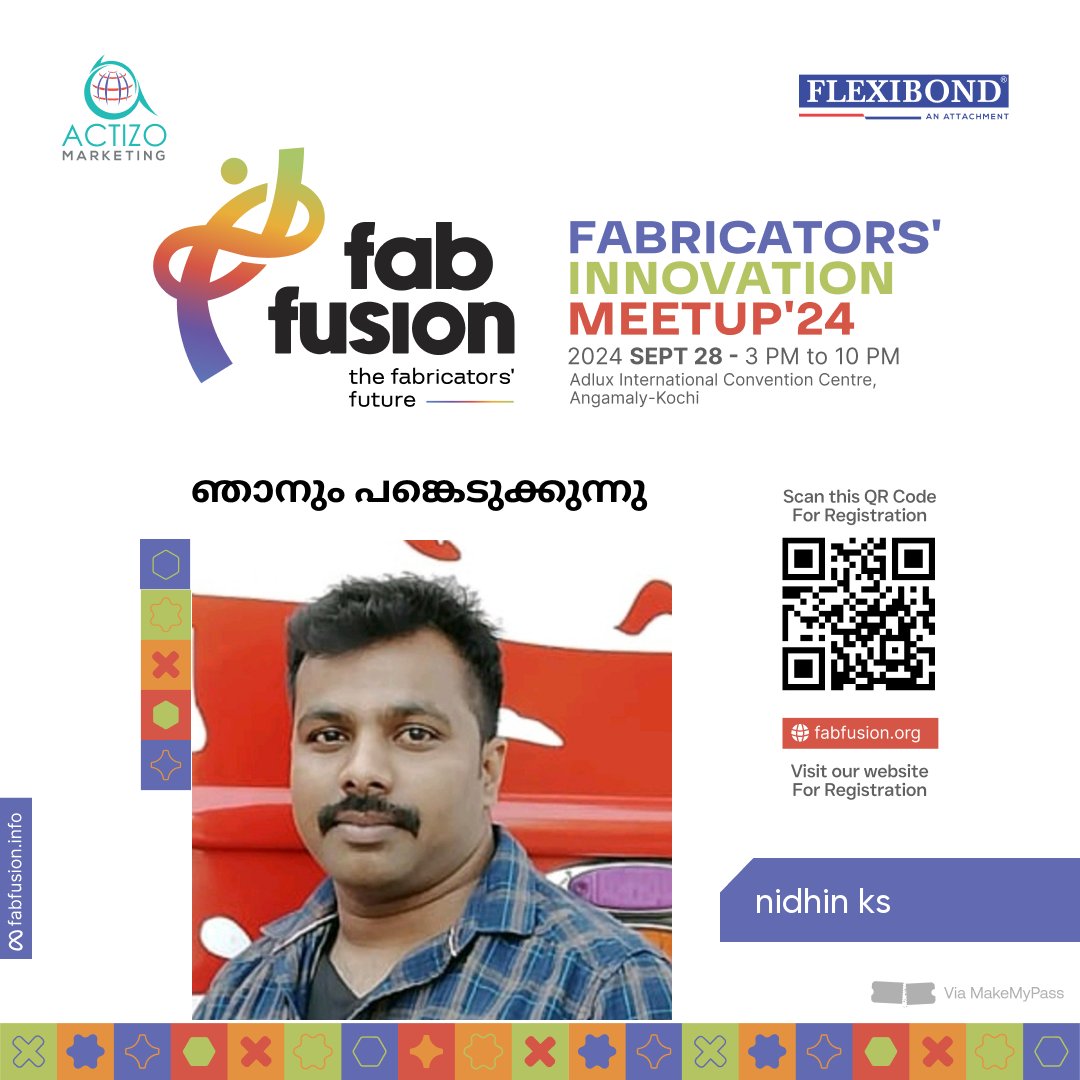 ACTIZO
MARKETING
FLEXIBOND®
AN ATTACHMENT
fab
fusion
the fabricators'
future
FABRICATORS'
INNOVATION
MEETUP'24
2024 SEPT 28 - 3 PM to 10 PM
Adlux International Convention Centre,
Angamaly-Kochi
ഞാനും പങ്കെടുക്കുന്നു
Scan this QR Code
For Registration
fabfusion.org
Visit our website
For Registration
fabfusion.info
nidhin ks
Via MakeMyPass